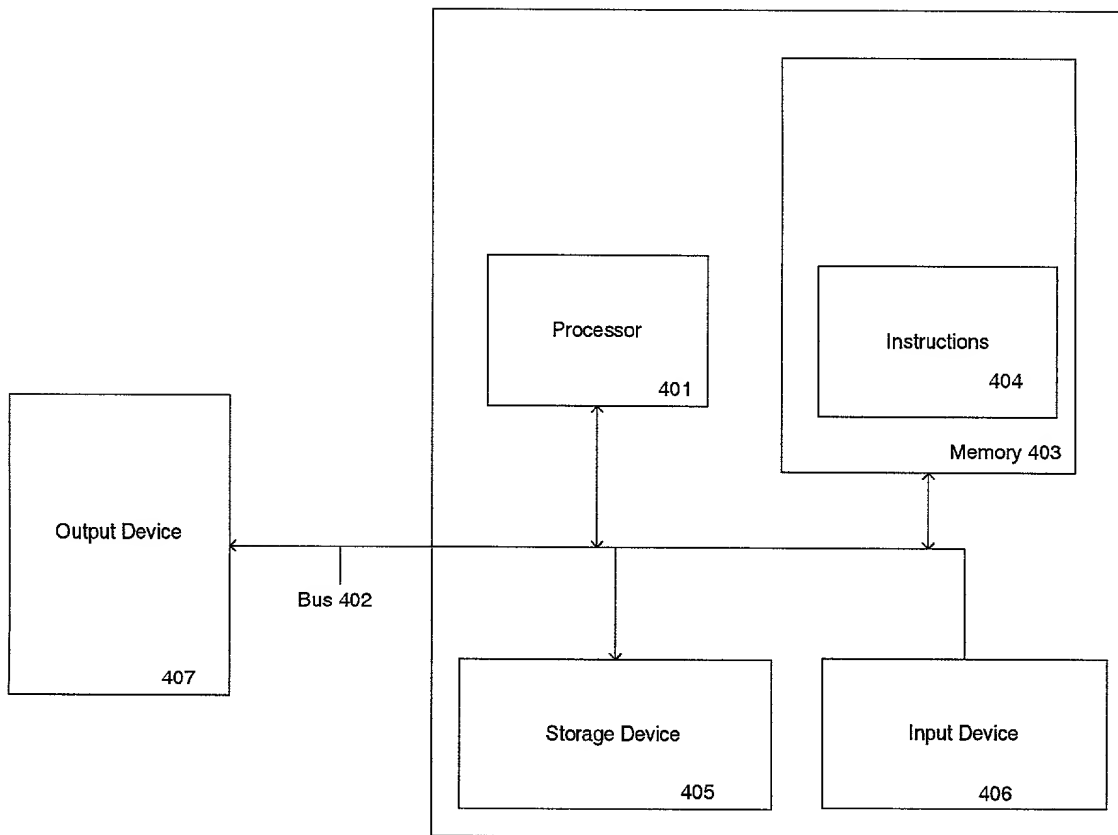 Processor
401
Instructions
404
Memory 403
Output Device
407
Bus 402
Storage Device
405
Input Device
406